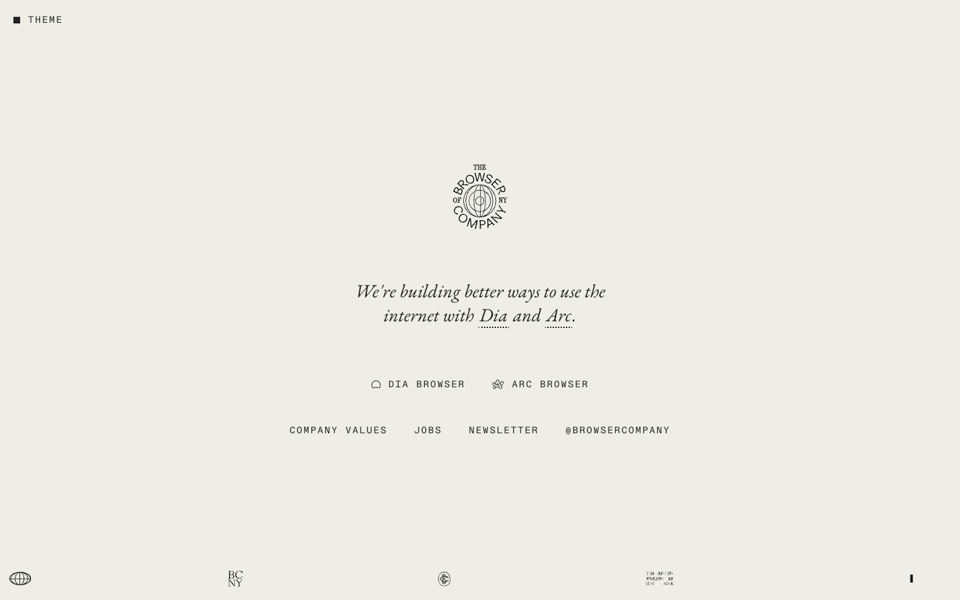 THEME
THE
BROWSER
OF NY
COMPANY
We're building better ways to use the
internet with Dia and Arc.
DIA BROWSER ARC BROWSER
COMPANY VALUES JOBS NEWSLETTER @BROWSERCOMPANY
BC
NY